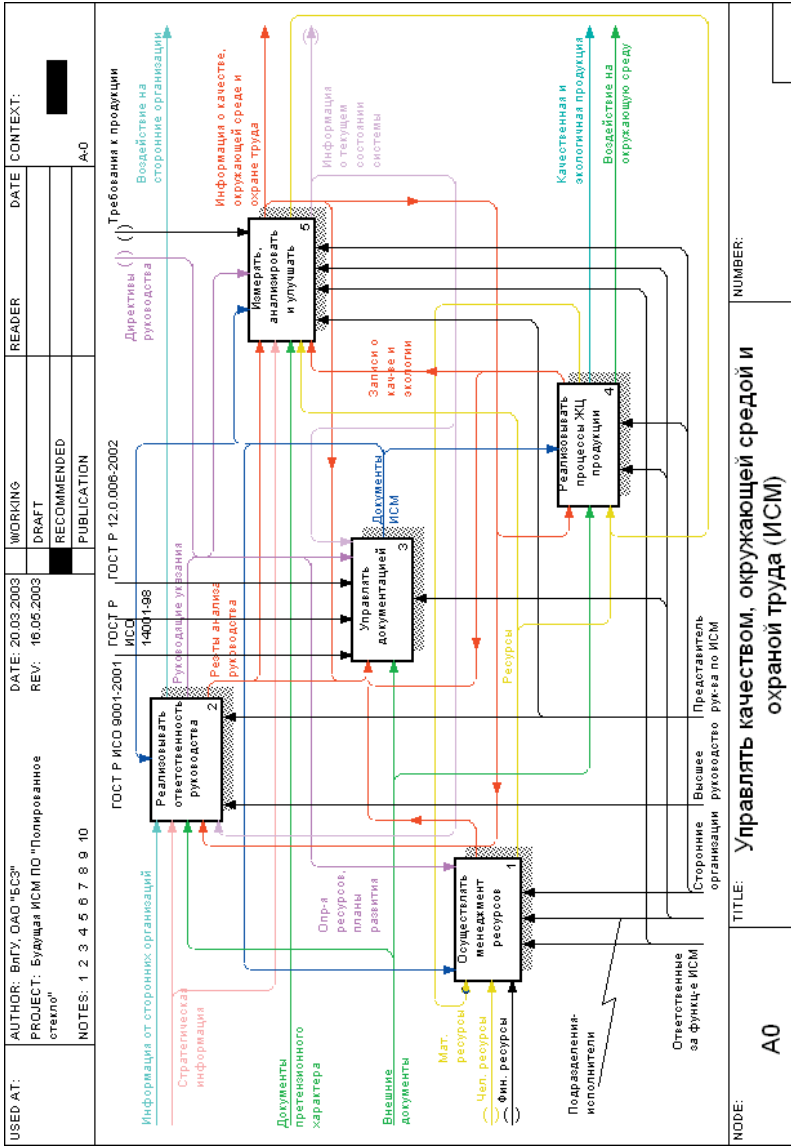 USED AT:
AUTHOR: ВлГУ, ОАО "БСЗ"
DATE: 20.03.2003
WORKING
READER
DATE
CONTEXT:
PROJECT: Будущая ИСМ ПО "Полированное
стекло"
REV: 16.05.2003
DRAFT
RECOMMENDED
NOTES: 1 2 3 4 5 6 7 8 9 10
PUBLICATION
A-0
ГОСТ Р ИСО 9001-2001
ГОСТ Р
ИСО
14001-98
ГОСТ Р 12.0.006-2002
Директивы
руководства
Требования к продукции
Информация от сторонних организаций
Стратегическая
информация
Документы
претензионного
характера
Внешние
документы
Мат.
ресурсы
Чел. ресурсы
Фин. ресурсы
Реализовывать
ответственность
руководства
2
Руководящие указания
Рез-ты анализа
руководства
Воздействие на
сторонние организации
Измерять,
анализировать
и улучшать
5
Информация о качестве,
окружающей среде и
охране труда
Информация
о текущем
состоянии
системы
Управлять
документацией
3
Документы
ИСМ
Записи о
кач-ве и
экологии
Опр-я
ресурсов,
планы
развития
Осуществлять
менеджмент
ресурсов
1
Ресурсы
Реализовывать
процессы ЖЦ
продукции
4
Качественная и
экологичная продукция
Воздействие на
окружающую среду
Подразделения-
исполнители
Ответственные
за функц-е ИСМ
Сторонние
организации
Высшее
руководство
Представитель
рук-ва по ИСМ
NODE:
A0
TITLE:
Управлять качеством, окружающей средой и
охраной труда (ИСМ)
NUMBER: